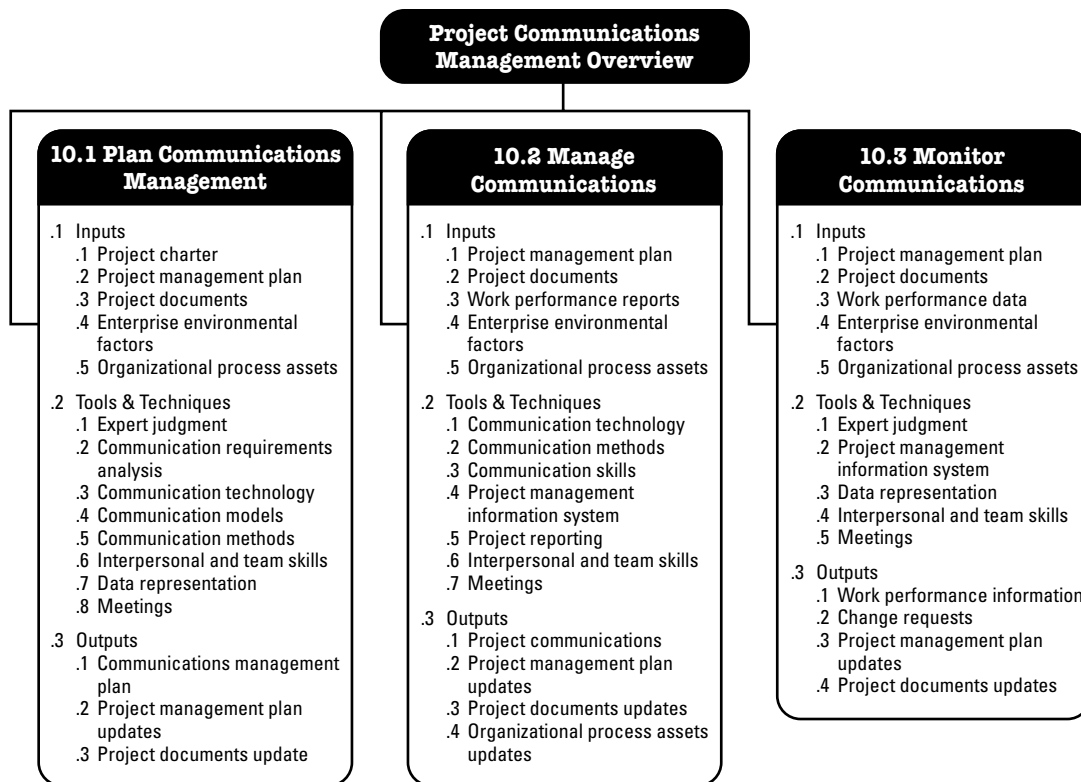 Project Communications
Management Overview
10.1 Plan Communications
Management
.1 Inputs
.1 Project charter
.2 Project management plan
.3 Project documents
.4 Enterprise environmental
factors
.5 Organizational process assets
.2 Tools & Techniques
.1 Expert judgment
.2 Communication requirements
analysis
.3 Communication technology
.4 Communication models
.5 Communication methods
.6 Interpersonal and team skills
.7 Data representation
.8 Meetings
.3 Outputs
.1 Communications management
plan
.2 Project management plan
updates
.3 Project documents update
10.2 Manage
Communications
.1 Inputs
.1 Project management plan
.2 Project documents
.3 Work performance reports
.4 Enterprise environmental
factors
.5 Organizational process assets
.2 Tools & Techniques
.1 Communication technology
.2 Communication methods
.3 Communication skills
.4 Project management
information system
.5 Project reporting
.6 Interpersonal and team skills
.7 Meetings
.3 Outputs
.1 Project communications
.2 Project management plan
updates
.3 Project documents updates
.4 Organizational process assets
updates
10.3 Monitor
Communications
.1 Inputs
.1 Project management plan
.2 Project documents
.3 Work performance data
.4 Enterprise environmental
factors
.5 Organizational process assets
.2 Tools & Techniques
.1 Expert judgment
.2 Project management
information system
.3 Data representation
.4 Interpersonal and team skills
.5 Meetings
.3 Outputs
.1 Work performance information
.2 Change requests
.3 Project management plan
updates
.4 Project documents updates